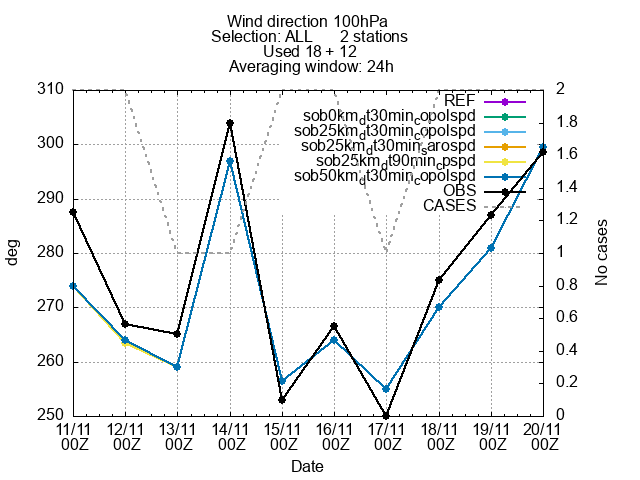 Wind direction 100hPa
Selection: ALL 2 stations
Used 18 + 12
Averaging window: 24h
310
300
290
280
270
260
250
deg
2
1.8
1.6
1.4
1.2
1
0.8
0.6
0.4
0.2
0
No cases
REF
sob0km_dt30min_copolspd
sob25km_dt30min_copolspd
sob25km_dt30min_sarospd
sob25km_dt90min_cpspd
sob50km_dt30min_copolspd
OBS
CASES
11/11 12/11 13/11 14/11 15/11 16/11 17/11 18/11 19/11 20/11
00Z 00Z 00Z 00Z 00Z 00Z 00Z 00Z 00Z 00Z
Date